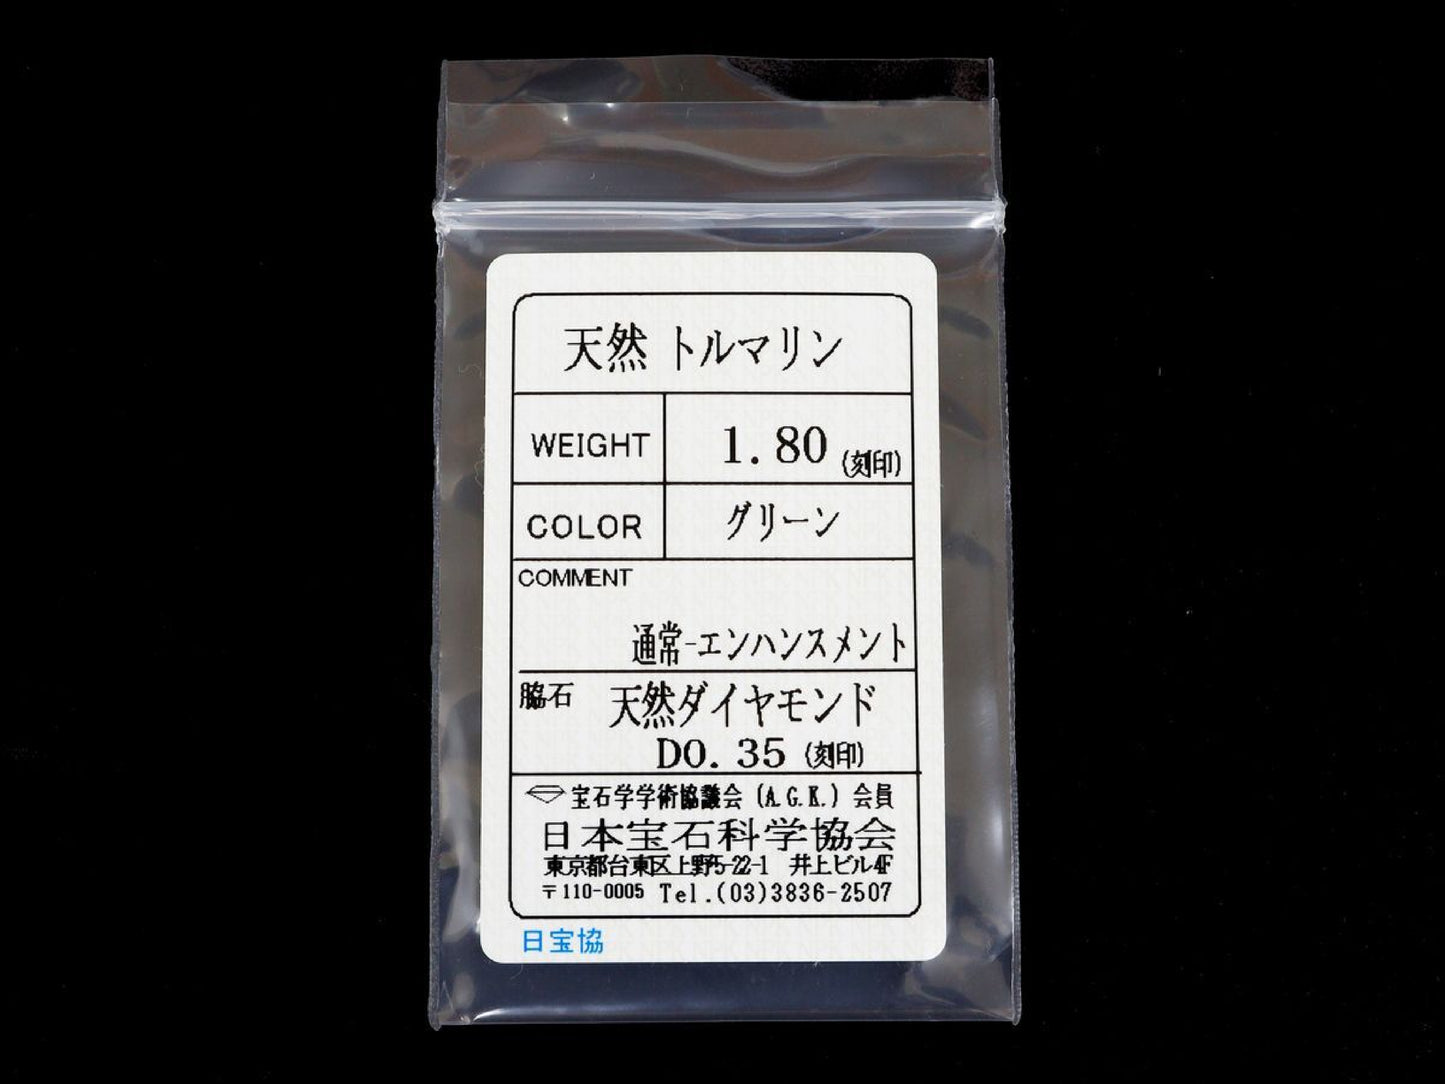 天然 トルマリン
WEIGHT 1.80 (刻印)
COLOR グリーン
COMMENT
通常-エンハンスメント
脇石 天然ダイヤモンド
D0.35 (刻印)
宝石学学術協議会 (A.G.K.) 会員
日本宝石科学協会
東京都台東区上野5-22-1 井上ビル4F
〒110-0005 Tel.(03)3836-2507
日宝協